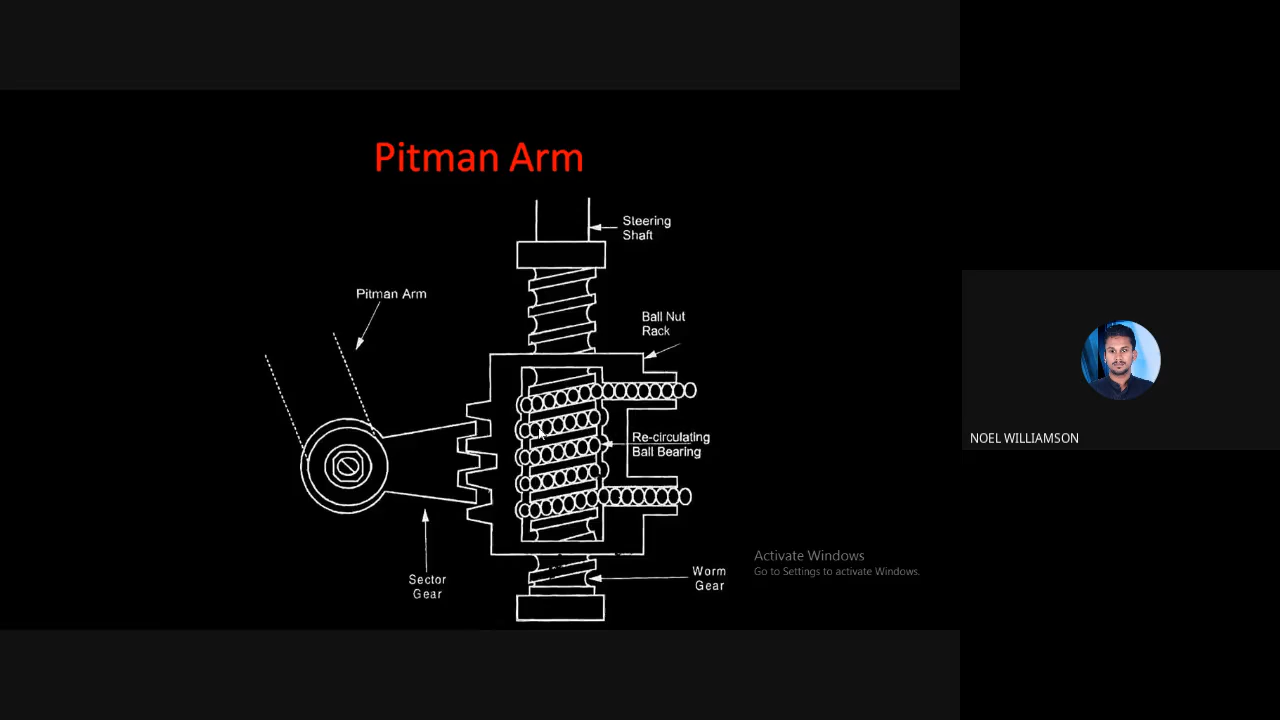 Pitman Arm
Steering
Shaft
Pitman Arm
Ball Nut
Rack
Re-circulating
Ball Bearing
Sector
Gear
Worm
Gear
Activate Windows
Go to Settings to activate Windows.
NOEL WILLIAMSON